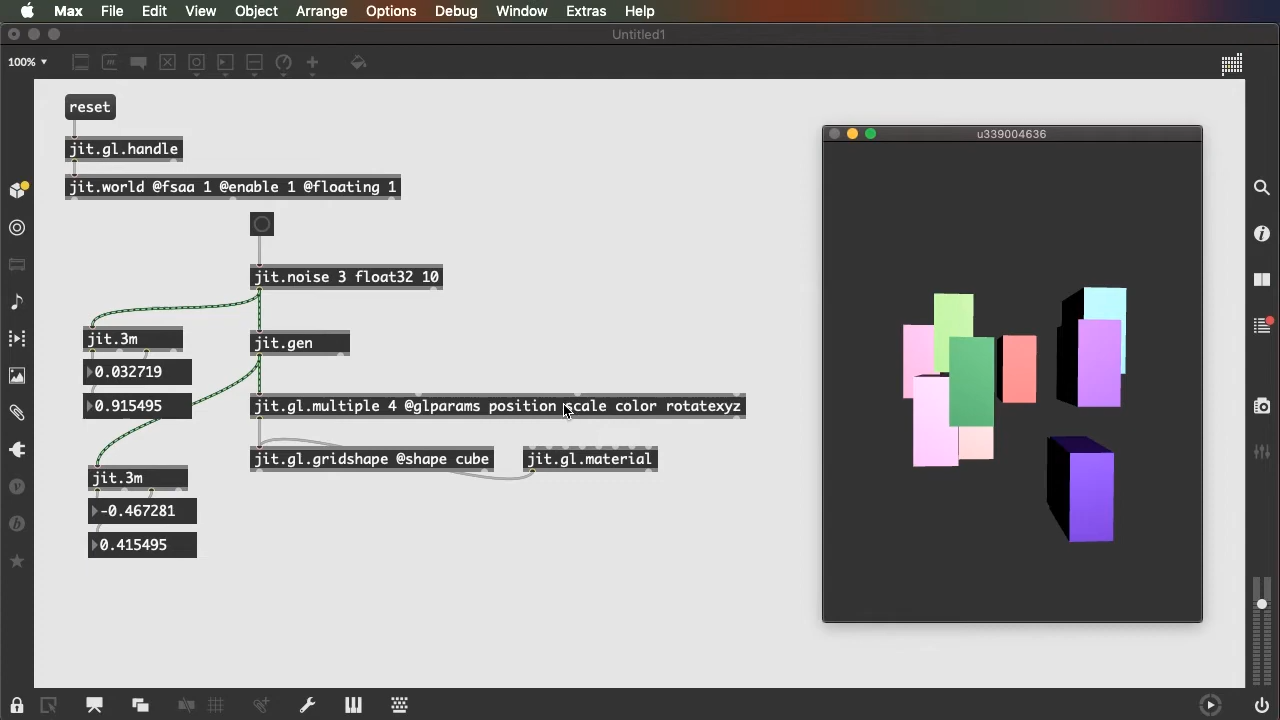 Max File Edit View Object Arrange Options Debug Window Extras Help
Untitled1
100%
reset
jit.gl.handle
jit.world @fsaa 1 @enable 1 @floating 1
u339004636
jit.noise 3 float32 10
jit.3m
jit.gen
0.032719
0.915495
jit.gl.multiple 4 @glparams position scale color rotatexyz
jit.gl.gridshape @shape cube
jit.gl.material
jit.3m
-0.467281
0.415495